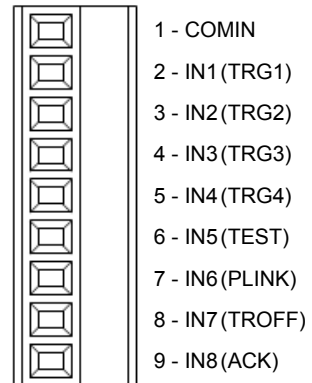 1 - COMIN
2 - IN1(TRG1)
3 - IN2(TRG2)
4 - IN3(TRG3)
5 - IN4(TRG4)
6 - IN5(TEST)
7 - IN6(PLINK)
8 - IN7(TROFF)
9 - IN8(ACK)